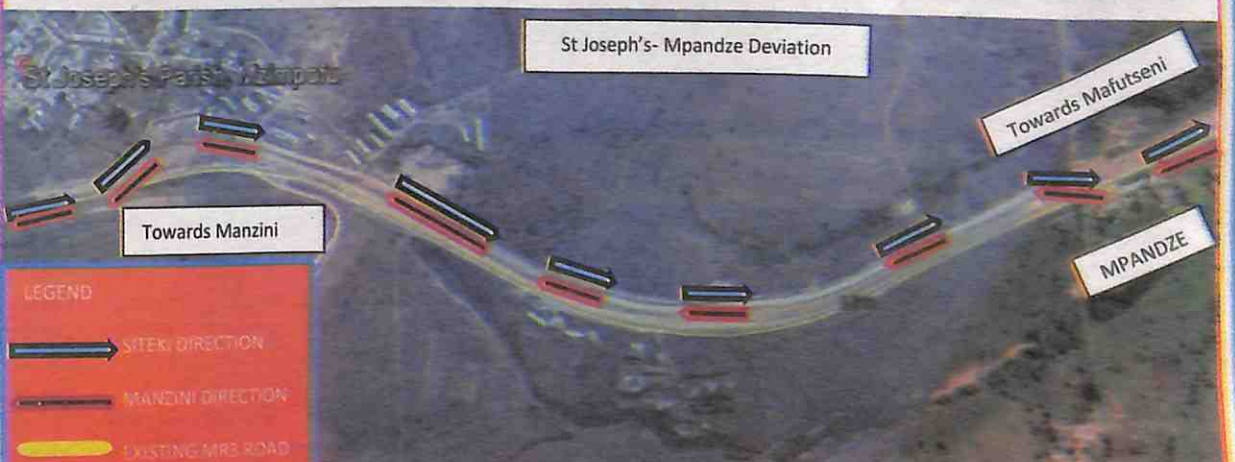 St Joseph's- Mpandze Deviation
St Joseph's Parish, Mzimpofu
Towards Mafutseni
Towards Manzini
MPANDZE
LEGEND
SITEKI DIRECTION
MANZINI DIRECTION
EXISTING MR3 ROAD